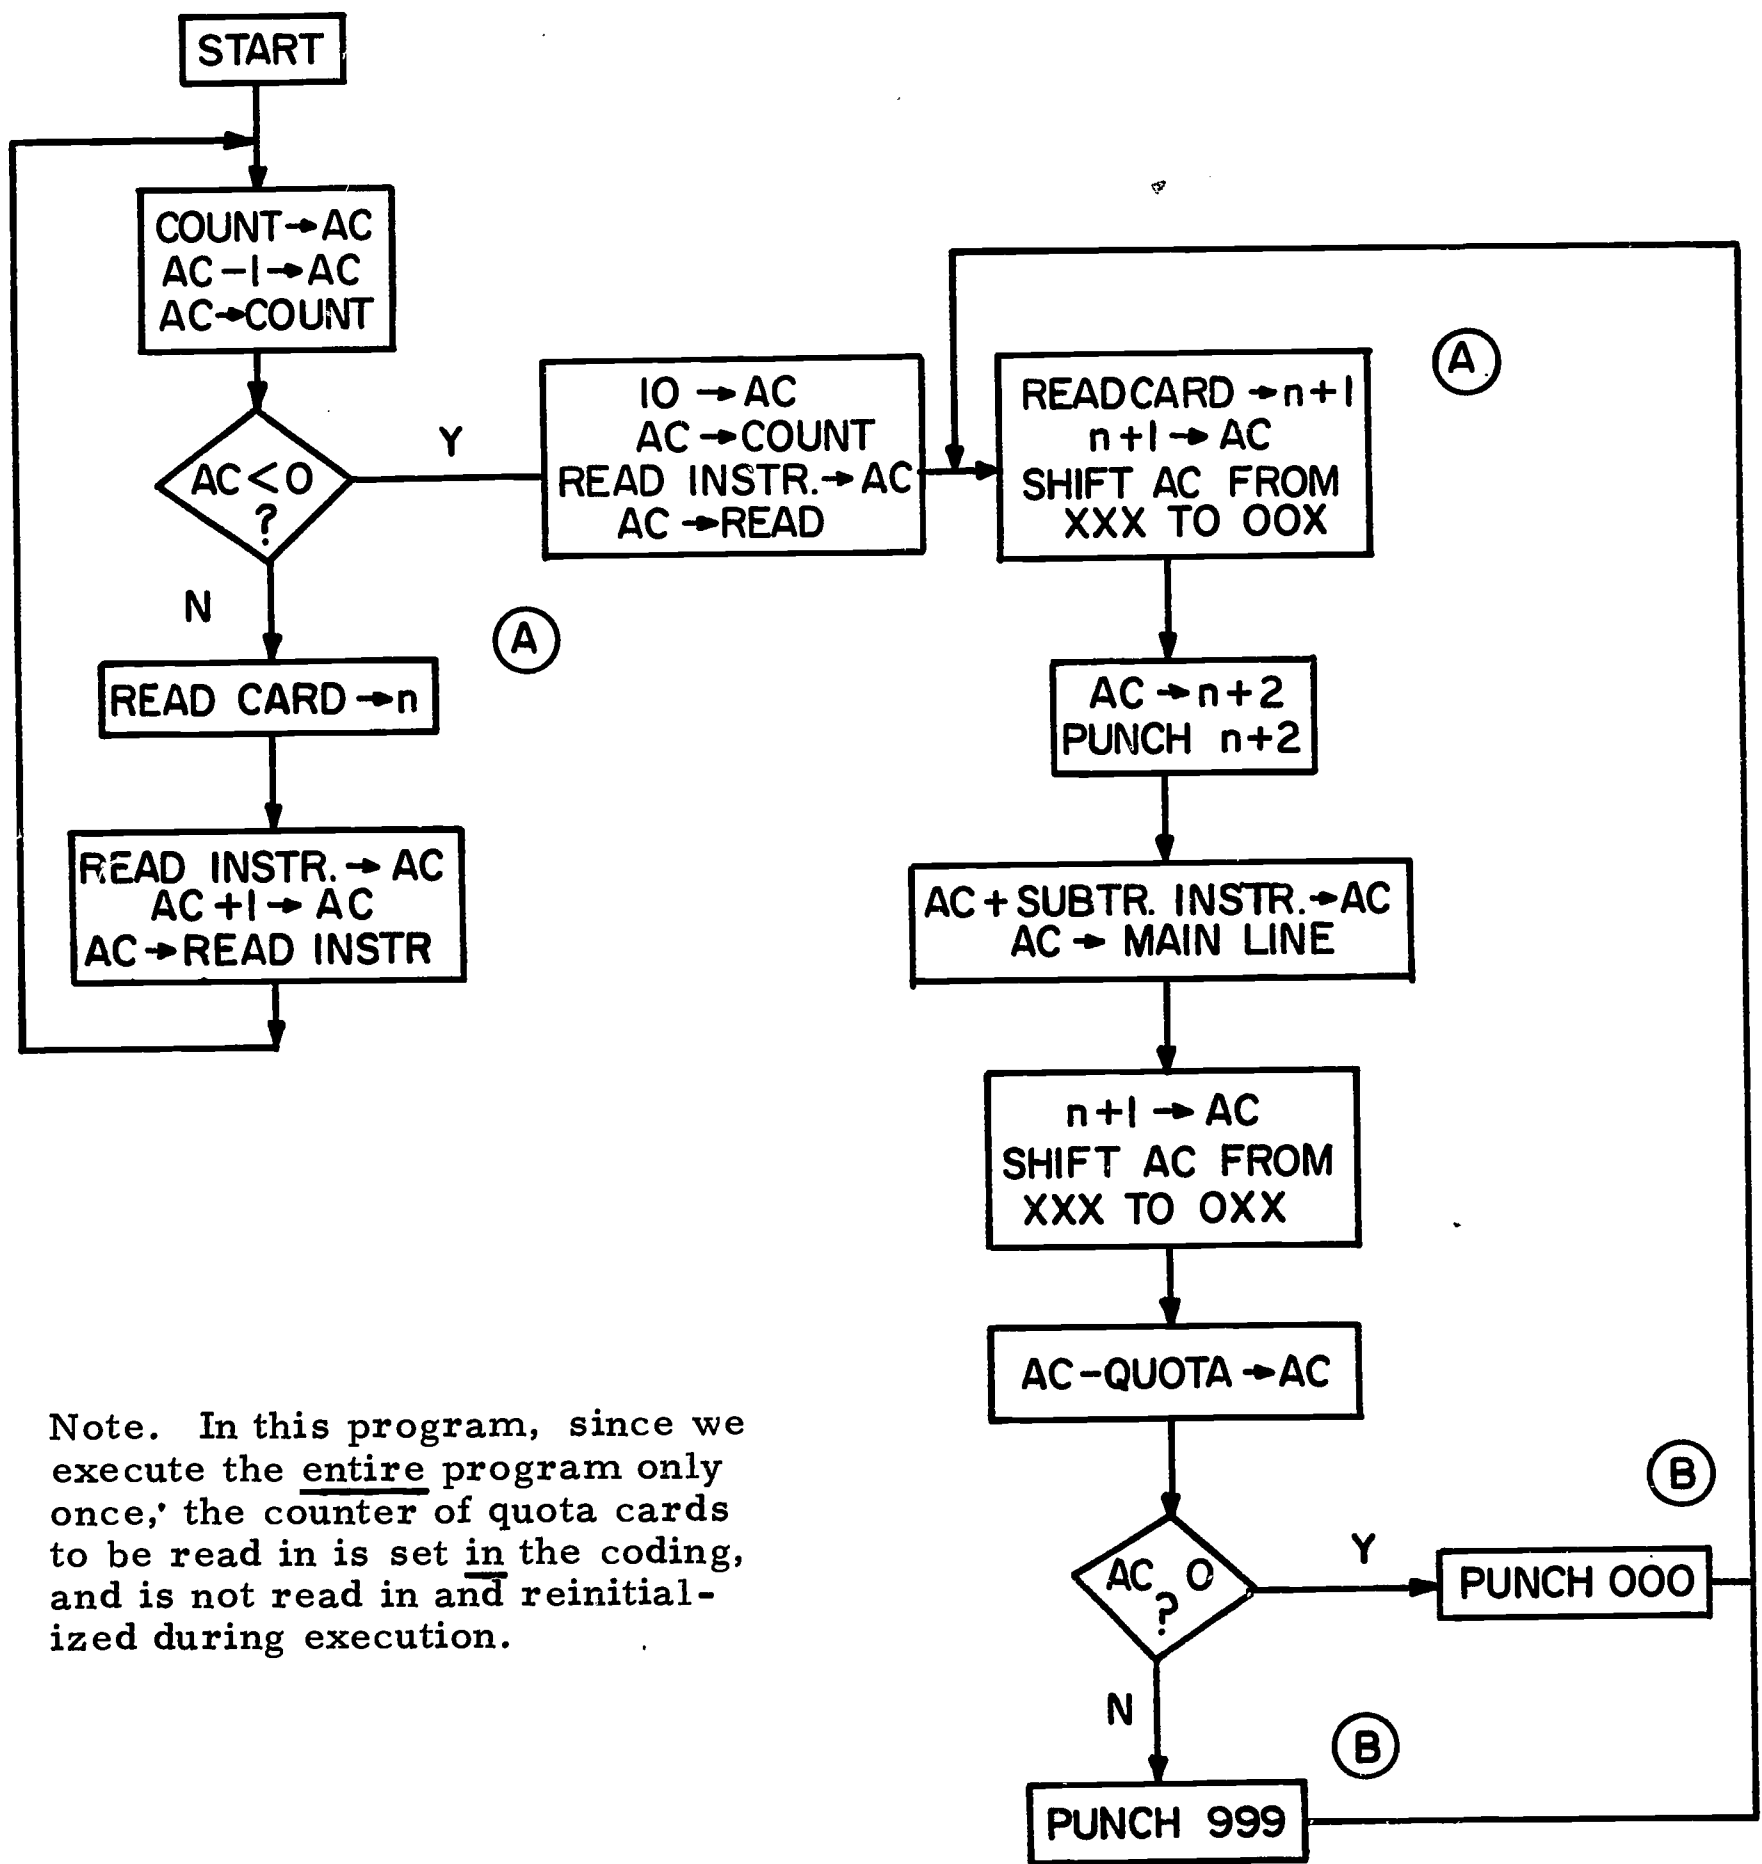 START
COUNT→AC
AC-1→AC
AC→COUNT
AC<0
?
Y
N
A
READ CARD→n
READ INSTR.→AC
AC+1→AC
AC→READ INSTR
10→AC
AC→COUNT
READ INSTR.→AC
AC→READ
A
READCARD→n+1
n+1→AC
SHIFT AC FROM
XXX TO 00X
AC→n+2
PUNCH n+2
AC+SUBTR. INSTR.→AC
AC→MAIN LINE
n+1→AC
SHIFT AC FROM
XXX TO 0XX
AC-QUOTA→AC
AC 0
?
Y
B
PUNCH 000
N
B
PUNCH 999
Note. In this program, since we
execute the entire program only
once, the counter of quota cards
to be read in is set in the coding,
and is not read in and reinitial-
ized during execution.